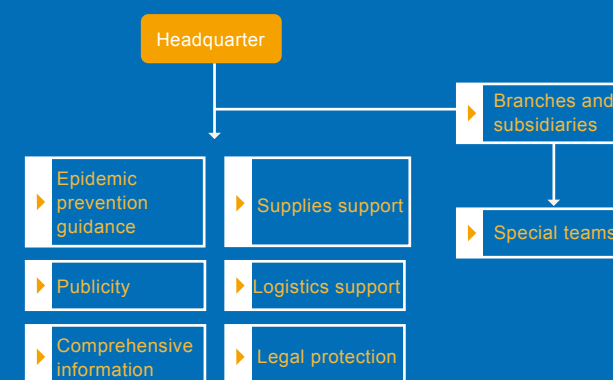 Headquarter
Branches and
subsidiaries
Epidemic
prevention
guidance
Supplies support
Special teams
Publicity
Logistics support
Comprehensive
information
Legal protection